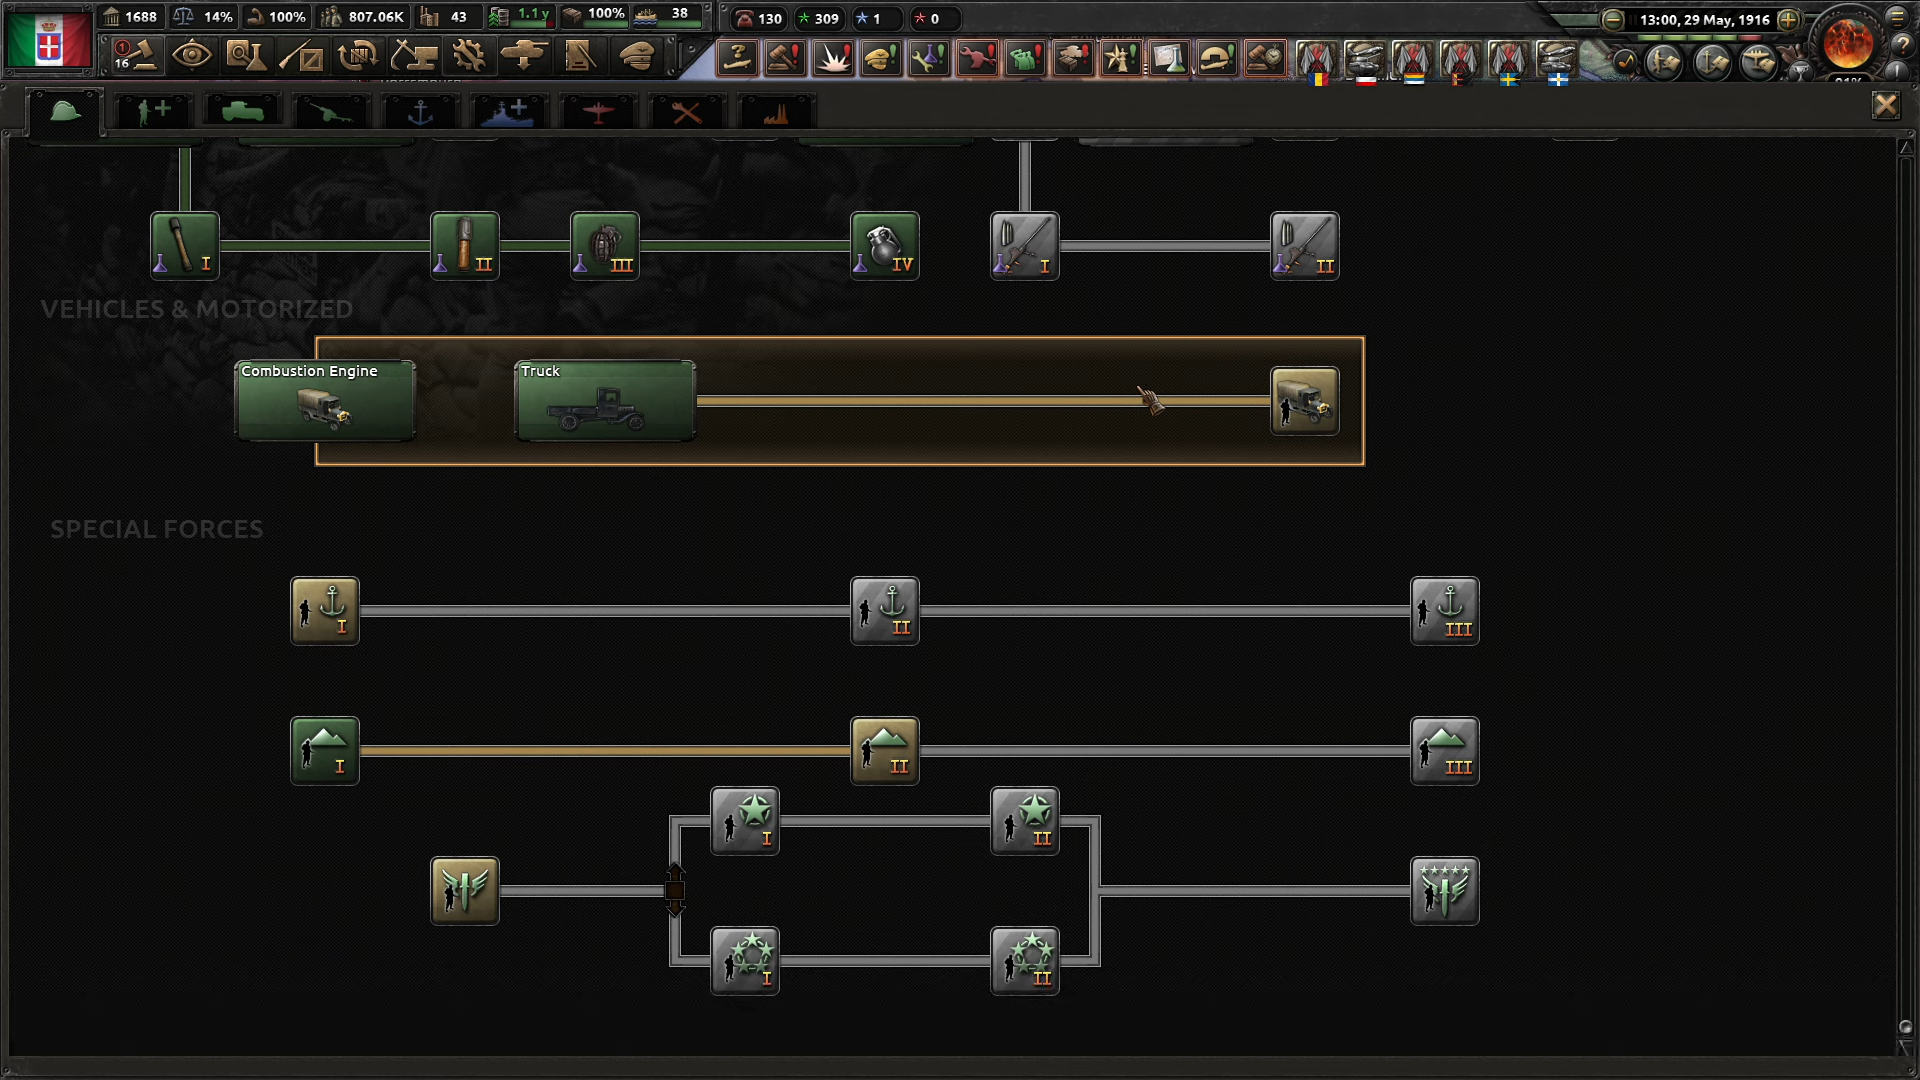 1688
14%
100%
807.06K
43
1.1 y
100%
38
130
309
1
0
13:00, 29 May, 1916
1
16
I
II
III
IV
I
II
VEHICLES & MOTORIZED
Combustion Engine
Truck
SPECIAL FORCES
I
II
III
I
II
III
I
II
I
II